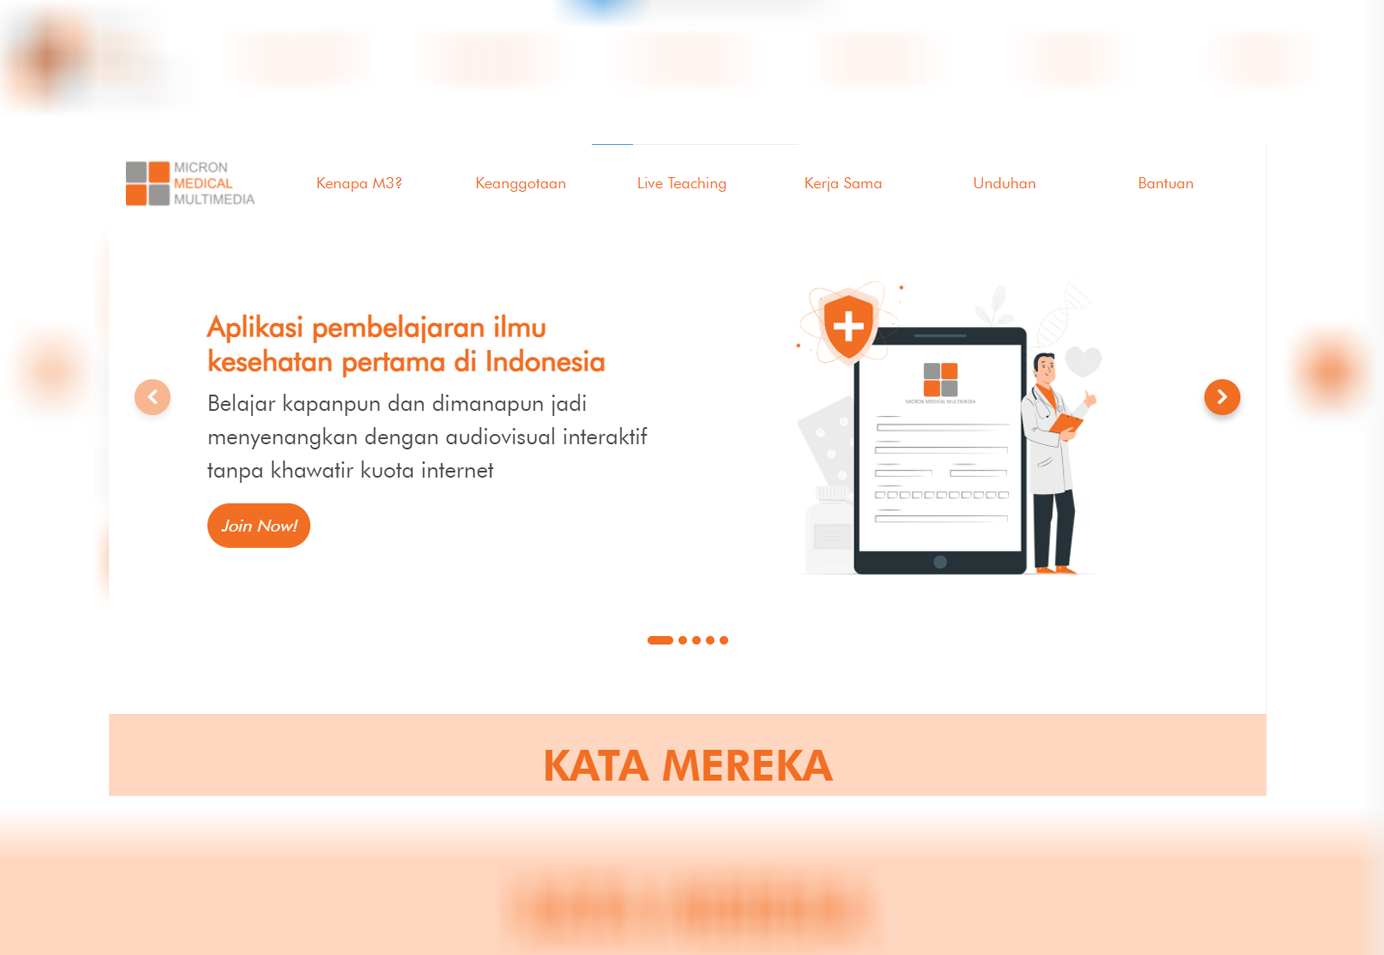 MICRON
MEDICAL
MULTIMEDIA
Kenapa M3?
Keanggotaan
Live Teaching
Kerja Sama
Unduhan
Bantuan
Aplikasi pembelajaran ilmu
kesehatan pertama di Indonesia
Belajar kapanpun dan dimanapun jadi
menyenangkan dengan audiovisual interaktif
tanpa khawatir kuota internet
Join Now!
MICRON MEDICAL MULTIMEDIA
KATA MEREKA